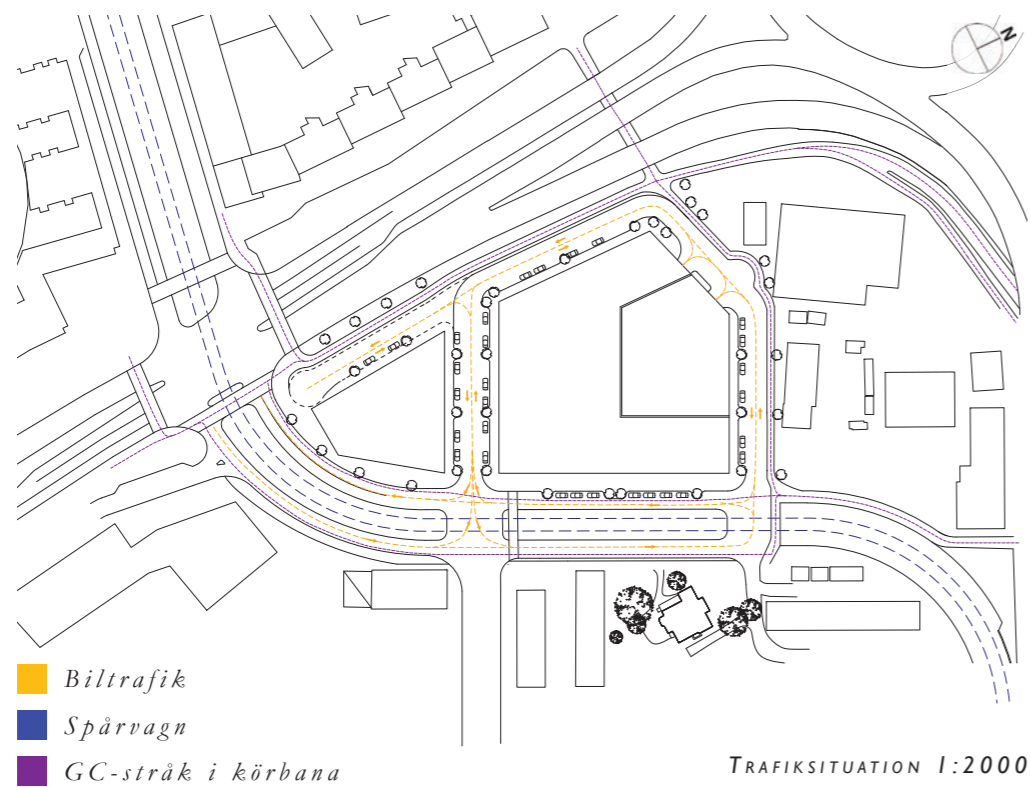 N
Biltrafik
Spårvagn
GC-stråk i körbana
TRAFIKSITUATION 1:2000